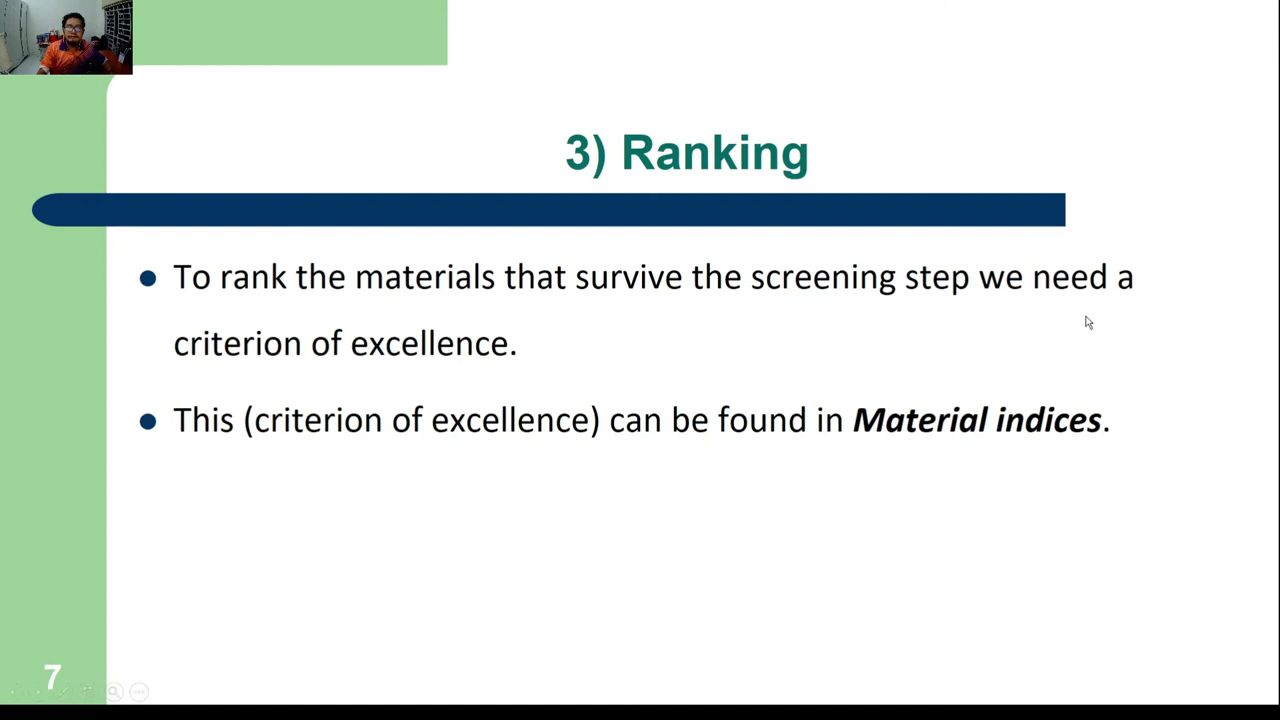 3) Ranking
To rank the materials that survive the screening step we need a
criterion of excellence.
This (criterion of excellence) can be found in Material indices.
7